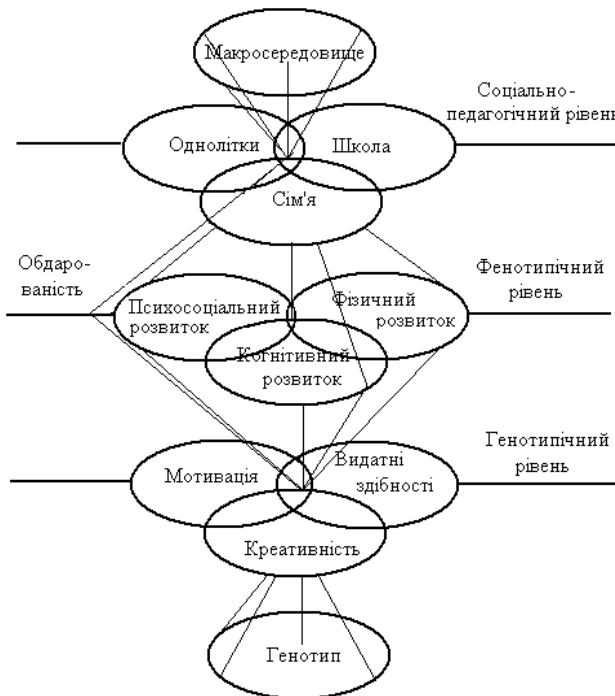 Макросередовище
Соціально-
педагогічний рівень
Однолітки
Школа
Сім'я
Обдаро-
ваність
Фенотипічний
рівень
Психосоціальний
розвиток
Фізичний
розвиток
Когнітивний
розвиток
Генотипічний
рівень
Мотивація
Видатні
здібності
Креативність
Генотип